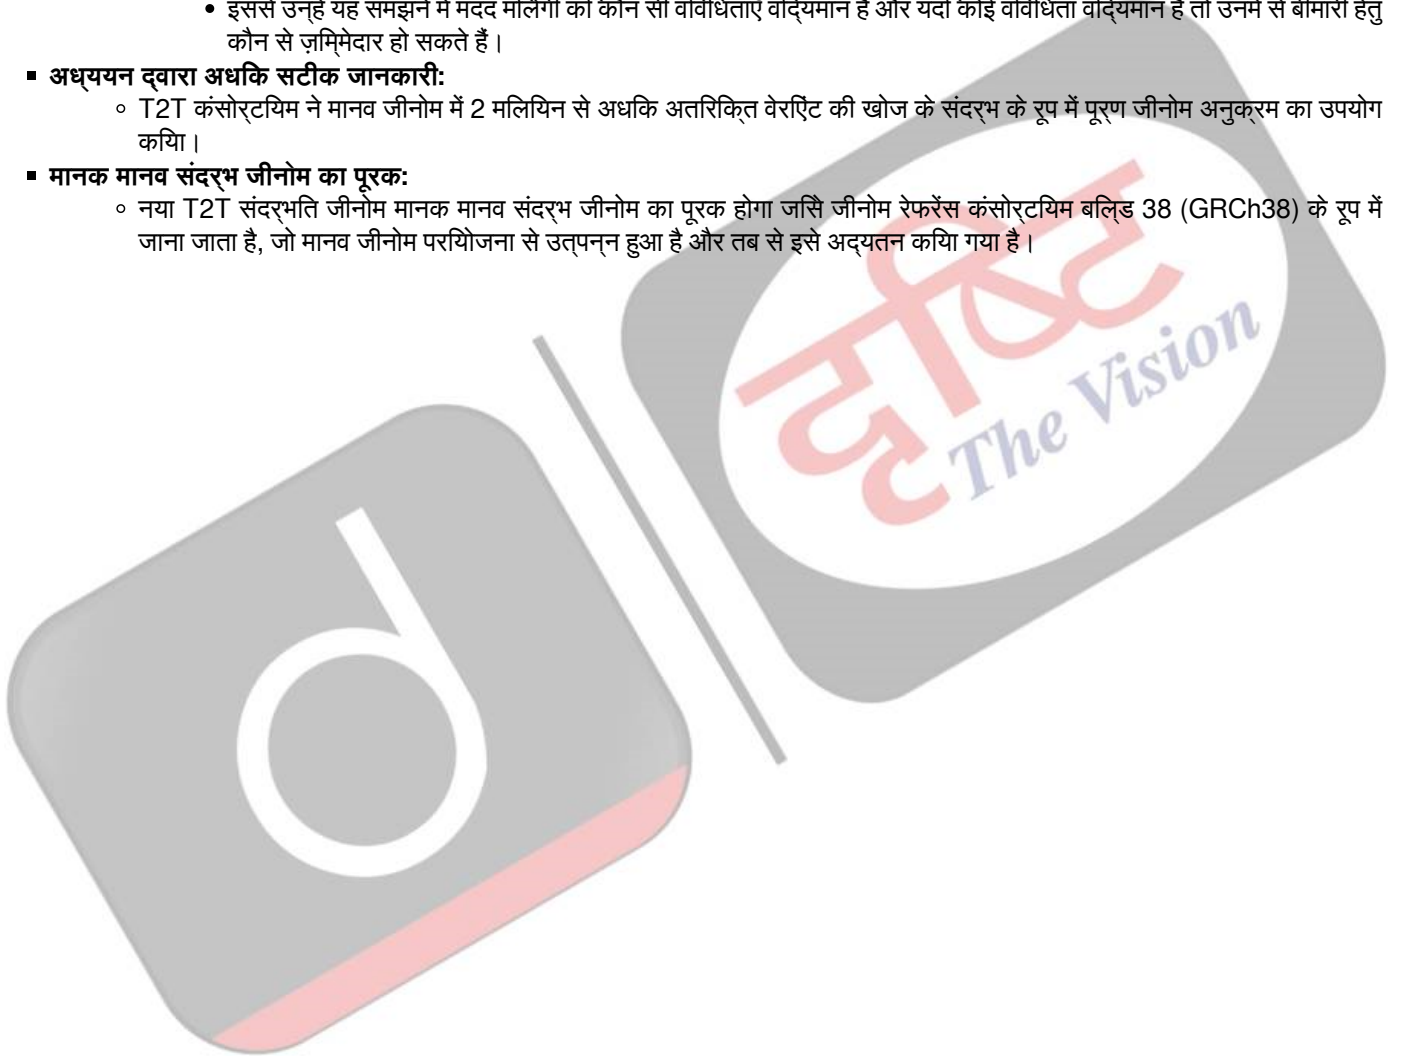 इससे उन्हें यह समझने में मदद मिलेगी की कौन सी विविधिताएँ विद्यमान हैं और यदि कोई विविधिता विद्यमान है तो उनमें से बीमारी हेतु
कौन से ज़िम्मेदार हो सकते हैं।
अध्ययन द्वारा अधिक सटीक जानकारी:
T2T कंसोर्टियम ने मानव जीनोम में 2 मिलियन से अधिक अतिरिक्त वेरिएंट की खोज के संदर्भ के रूप में पूर्ण जीनोम अनुक्रम का उपयोग
किया।
मानक मानव संदर्भ जीनोम का पूरक:
नया T2T संदर्भित जीनोम मानक मानव संदर्भ जीनोम का पूरक होगा जिसे जीनोम रेफरेंस कंसोर्टियम बिल्ड 38 (GRCh38) के रूप में
जाना जाता है, जो मानव जीनोम परियोजना से उत्पन्न हुआ है और तब से इसे अद्यतन किया गया है।
दृष्टि
The Vision
d